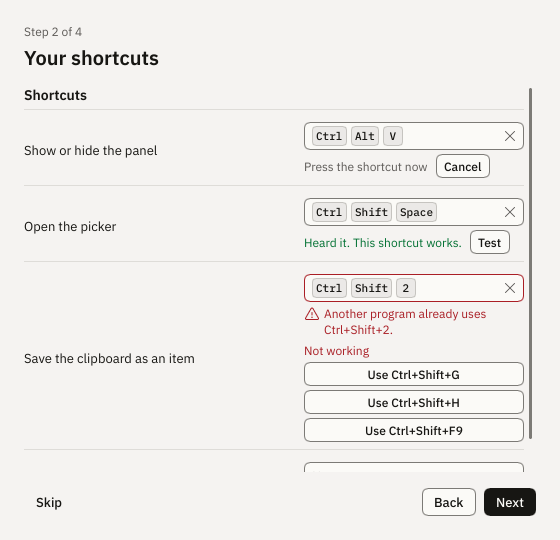 Step 2 of 4
Your shortcuts
Shortcuts
Show or hide the panel
Ctrl Alt V
Press the shortcut now Cancel
Open the picker
Ctrl Shift Space
Heard it. This shortcut works. Test
Save the clipboard as an item
Ctrl Shift 2
Another program already uses
Ctrl+Shift+2.
Not working
Use Ctrl+Shift+G
Use Ctrl+Shift+H
Use Ctrl+Shift+F9
Skip Back Next